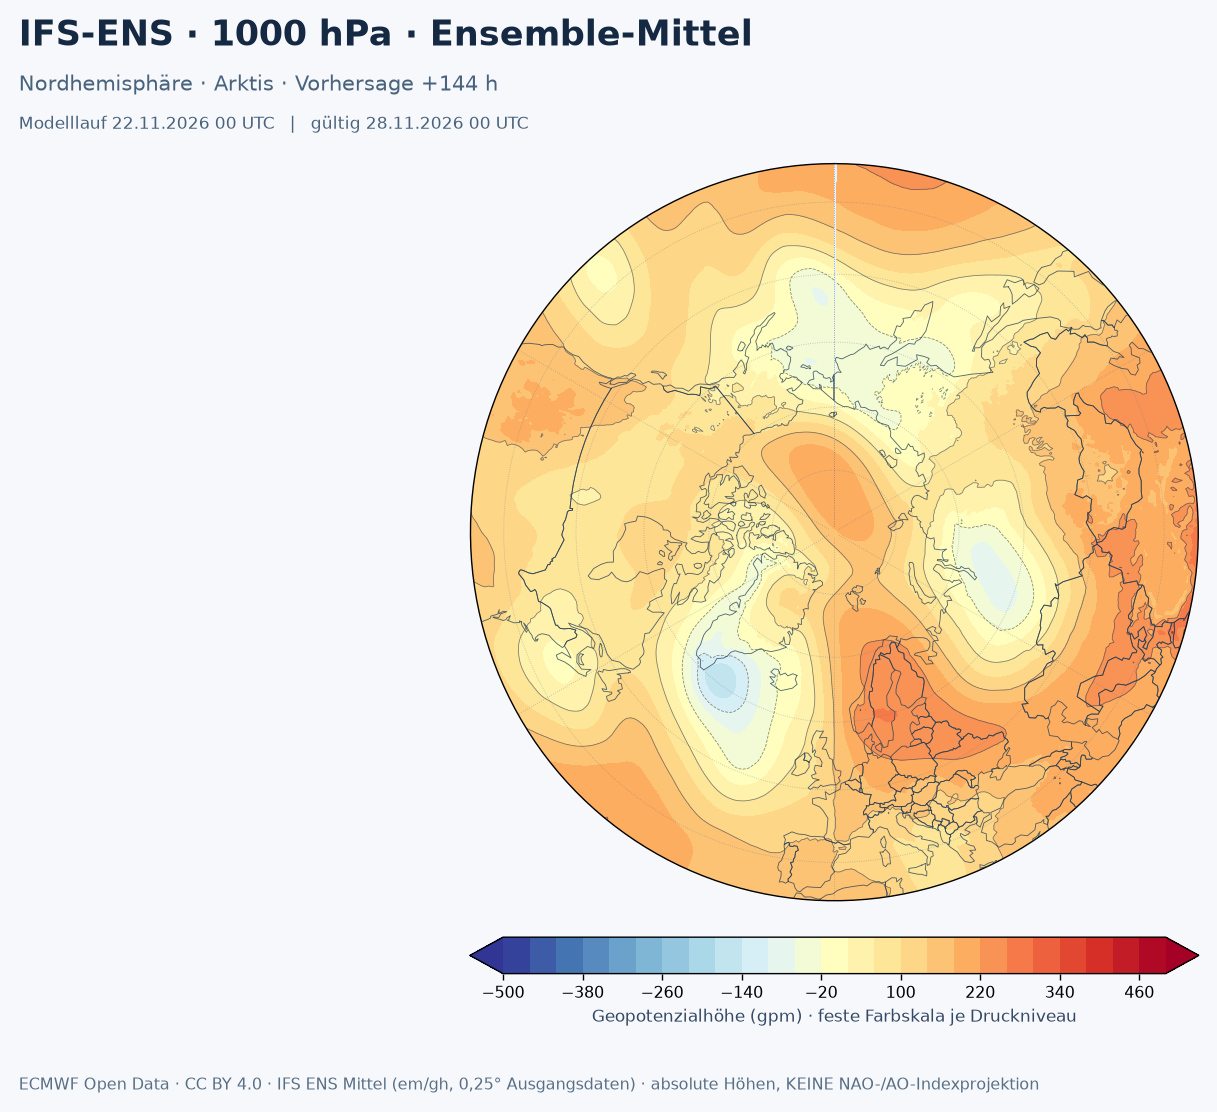 IFS-ENS · 1000 hPa · Ensemble-Mittel
Nordhemisphäre · Arktis · Vorhersage +144 h
Modelllauf 22.11.2026 00 UTC | gültig 28.11.2026 00 UTC
−500 −380 −260 −140 −20 100 220 340 460
Geopotenzialhöhe (gpm) · feste Farbskala je Druckniveau
ECMWF Open Data · CC BY 4.0 · IFS ENS Mittel (em/gh, 0,25° Ausgangsdaten) · absolute Höhen, KEINE NAO-/AO-Indexprojektion